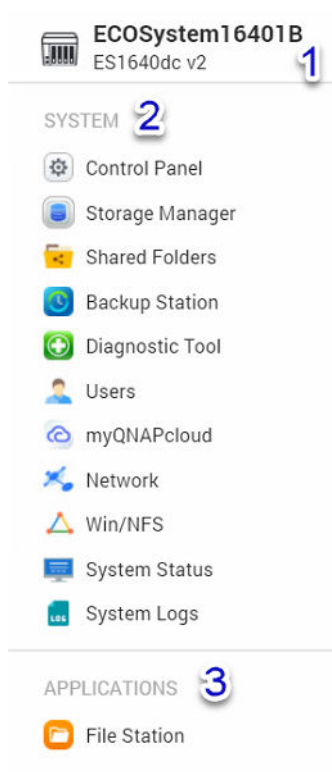 ECOSystem16401B
ES1640dc v2
1
SYSTEM 2
Control Panel
Storage Manager
Shared Folders
Backup Station
Diagnostic Tool
Users
myQNAPcloud
Network
Win/NFS
System Status
LOG System Logs
APPLICATIONS 3
File Station